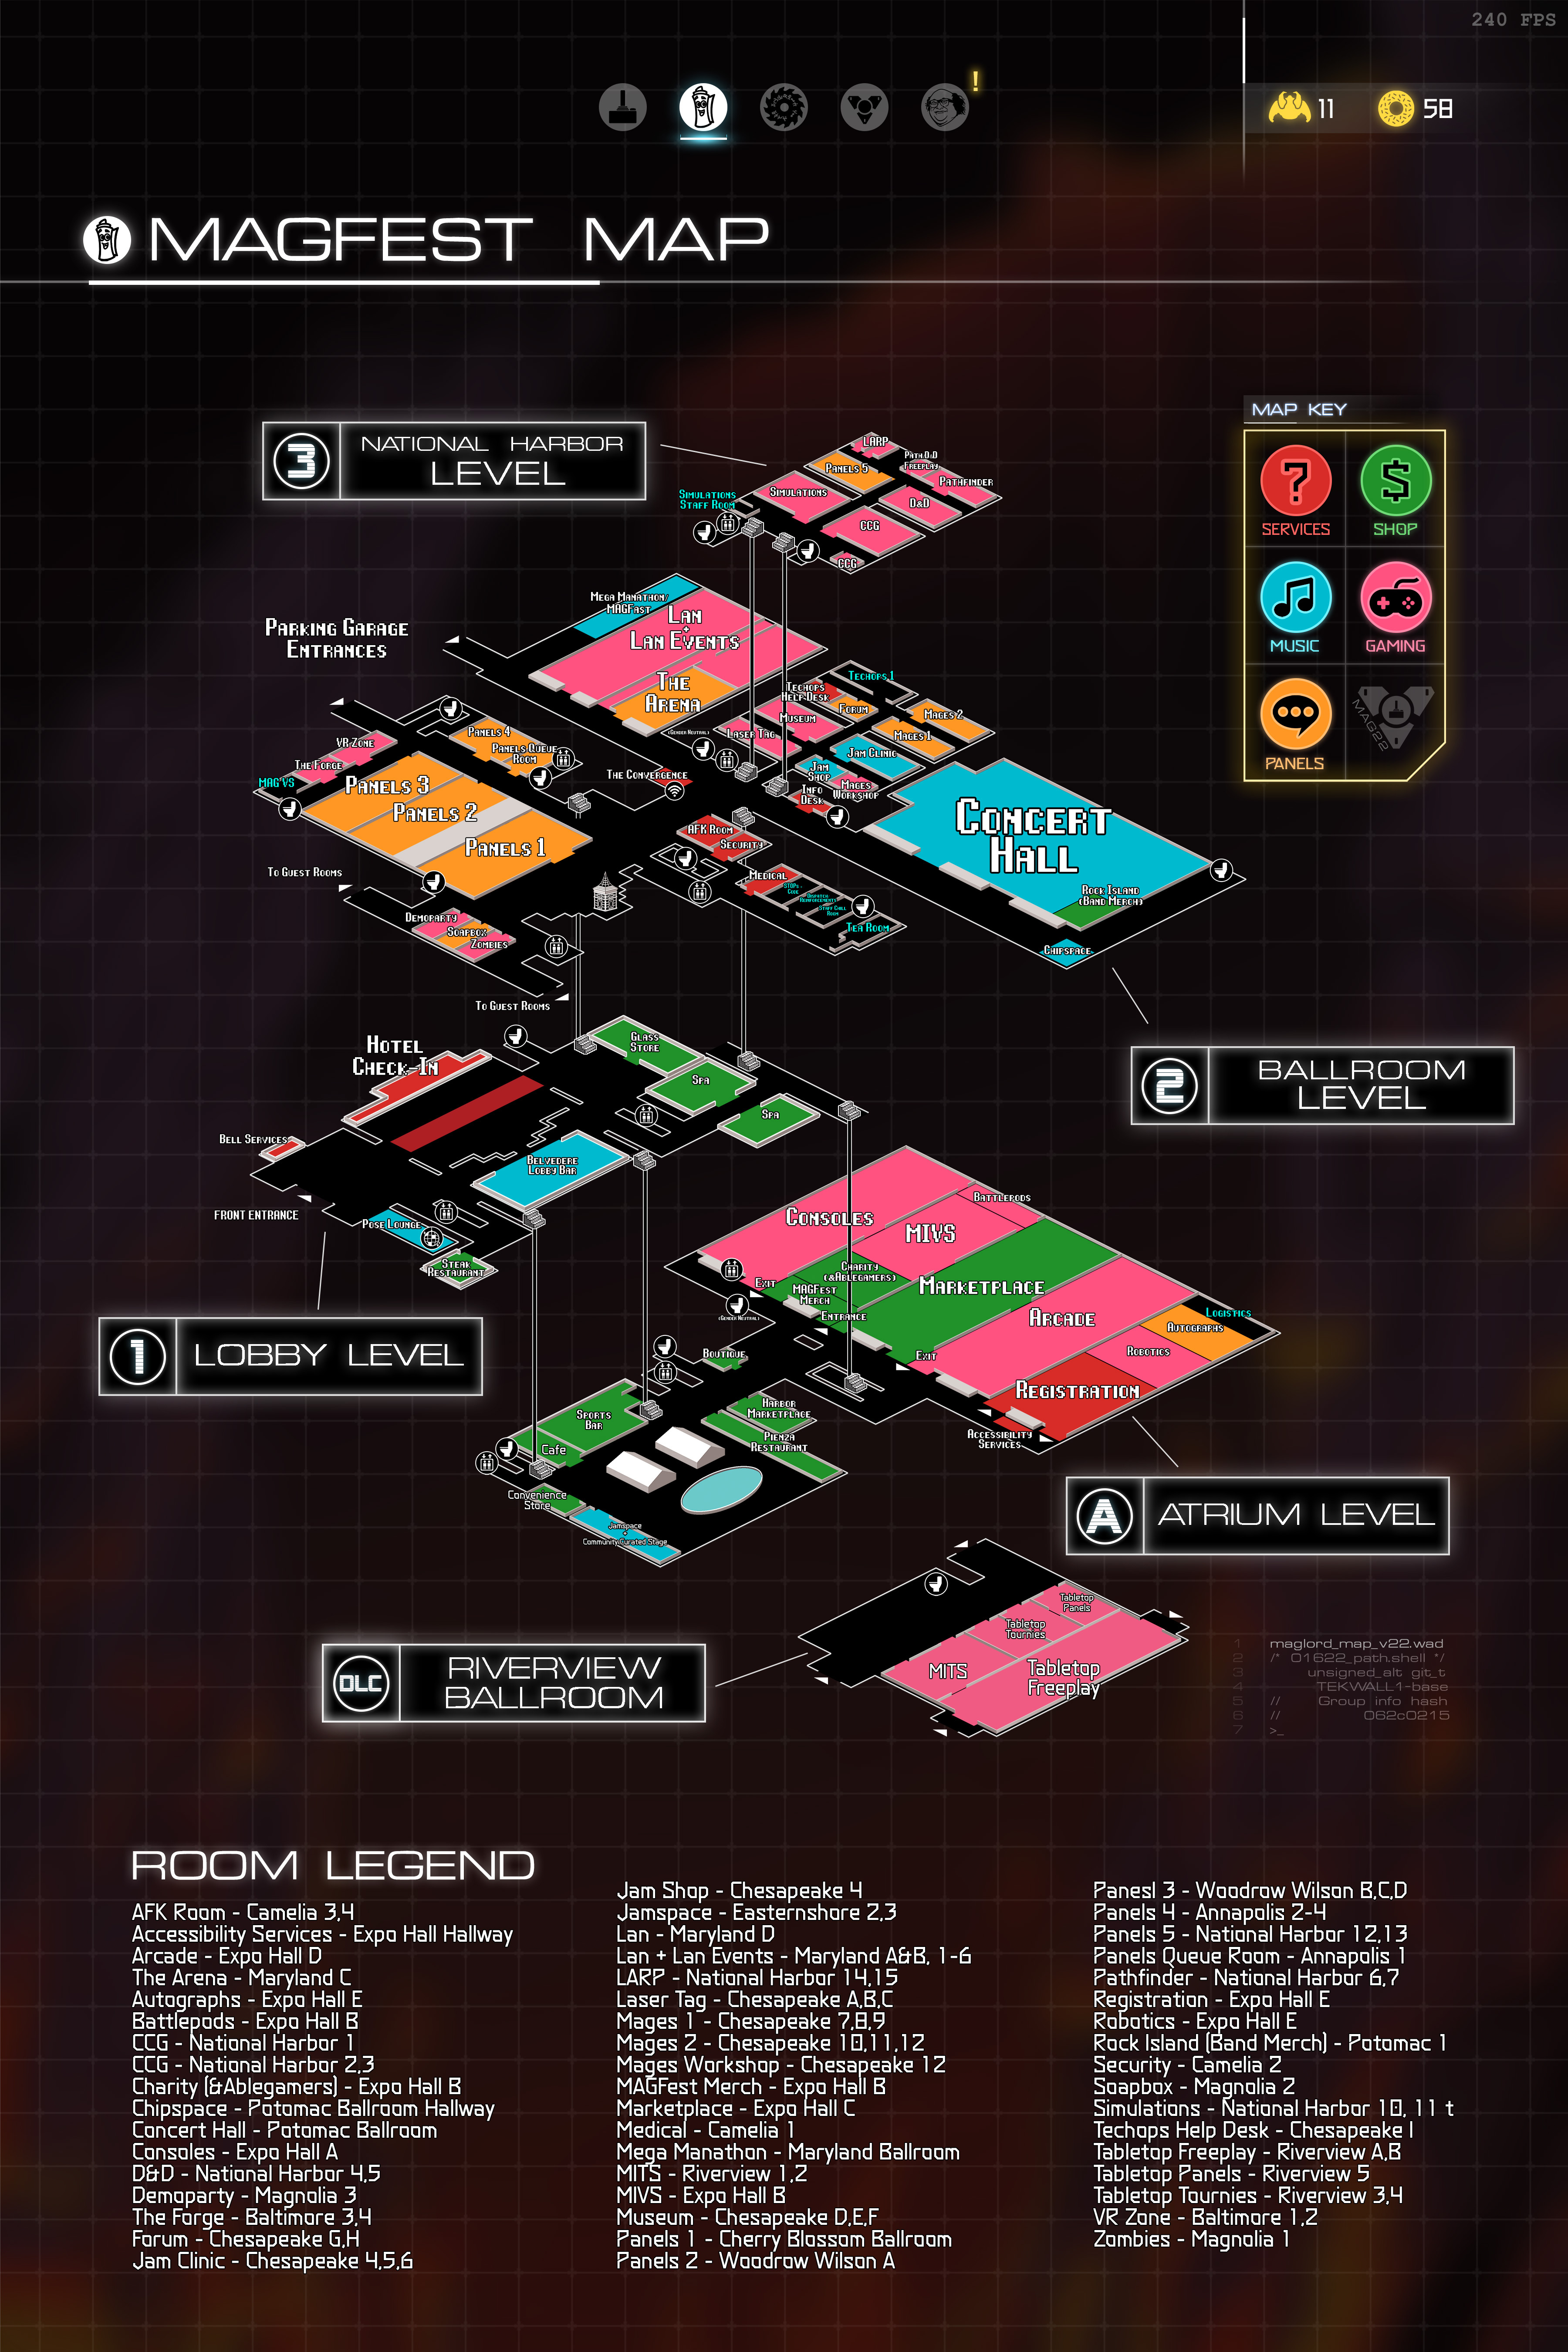 240 FPS
!
11
58
MAGFEST MAP
MAP KEY
?
SERVICES
$
SHOP
MUSIC
GAMING
PANELS
MAG22
3
NATIONAL HARBOR
LEVEL
LARP
Panels 5
Path O.D
Freeplay
Pathfinder
Simulations
Staff Room
Simulations
D&D
CCG
CCG
Mega Manathon/
MAGFast
Lan
+
Lan Events
Parking Garage
Entrances
The
Arena
Techops 1
Techops
Help Desk
Forum
Mages 2
Museum
Mages 1
Laser Tag
(Gender Neutral)
Jam Clinic
Panels 4
Panels Queue
Room
VR Zone
The Forge
MAG VS
Panels 3
Panels 2
Panels 1
The Convergence
Jam
Shop
Mages
Workshop
Info
Desk
Concert
Hall
AFK Room
Security
Medical
STOPs -
Code
Dispatch
Reinforcements
Staff Chill
Room
Tea Room
Rock Island
(Band Merch)
Chipspace
To Guest Rooms
Demoparty
Soapbox
Zombies
To Guest Rooms
2
BALLROOM
LEVEL
Hotel
Check-In
Glass
Store
Spa
Spa
Bell Services
Belvedere
Lobby Bar
FRONT ENTRANCE
Pose Lounge
Steak
Restaurant
1
LOBBY LEVEL
Battlepods
Consoles
MIVS
Charity
(&Ablegamers)
Exit
MAGFest
Merch
Marketplace
Entrance
(Gender Neutral)
Arcade
Logistics
Autographs
Robotics
Exit
Registration
Accessibility
Services
Boutique
Sports
Bar
Cafe
Harbor
Marketplace
Pienza
Restaurant
Convenience
Store
Jamspace
+
Community Curated Stage
A
ATRIUM LEVEL
DLC
RIVERVIEW
BALLROOM
Tabletop
Panels
Tabletop
Tournies
MITS
Tabletop
Freeplay
1 maglord_map_v22.wad
2 /* 01622_path.shell */
3 unsigned_alt git_t
4 TEKWALL1-base
5 // Group info hash
6 // 062c0215
7 >_
ROOM LEGEND
AFK Room - Camelia 3,4
Accessibility Services - Expo Hall Hallway
Arcade - Expo Hall D
The Arena - Maryland C
Autographs - Expo Hall E
Battlepods - Expo Hall B
CCG - National Harbor 1
CCG - National Harbor 2,3
Charity (&Ablegamers) - Expo Hall B
Chipspace - Potomac Ballroom Hallway
Concert Hall - Potomac Ballroom
Consoles - Expo Hall A
D&D - National Harbor 4,5
Demoparty - Magnolia 3
The Forge - Baltimore 3,4
Forum - Chesapeake G,H
Jam Clinic - Chesapeake 4,5,6
Jam Shop - Chesapeake 4
Jamspace - Easternshore 2,3
Lan - Maryland D
Lan + Lan Events - Maryland A&B, 1-6
LARP - National Harbor 14,15
Laser Tag - Chesapeake A,B,C
Mages 1 - Chesapeake 7,8,9
Mages 2 - Chesapeake 10,11,12
Mages Workshop - Chesapeake 12
MAGFest Merch - Expo Hall B
Marketplace - Expo Hall C
Medical - Camelia 1
Mega Manathon - Maryland Ballroom
MITS - Riverview 1,2
MIVS - Expo Hall B
Museum - Chesapeake D,E,F
Panels 1 - Cherry Blossom Ballroom
Panels 2 - Woodrow Wilson A
Panesl 3 - Woodrow Wilson B,C,D
Panels 4 - Annapolis 2-4
Panels 5 - National Harbor 12,13
Panels Queue Room - Annapolis 1
Pathfinder - National Harbor 6,7
Registration - Expo Hall E
Robotics - Expo Hall E
Rock Island (Band Merch) - Potomac 1
Security - Camelia 2
Soapbox - Magnolia 2
Simulations - National Harbor 10, 11 t
Techops Help Desk - Chesapeake I
Tabletop Freeplay - Riverview A,B
Tabletop Panels - Riverview 5
Tabletop Tournies - Riverview 3,4
VR Zone - Baltimore 1,2
Zombies - Magnolia 1